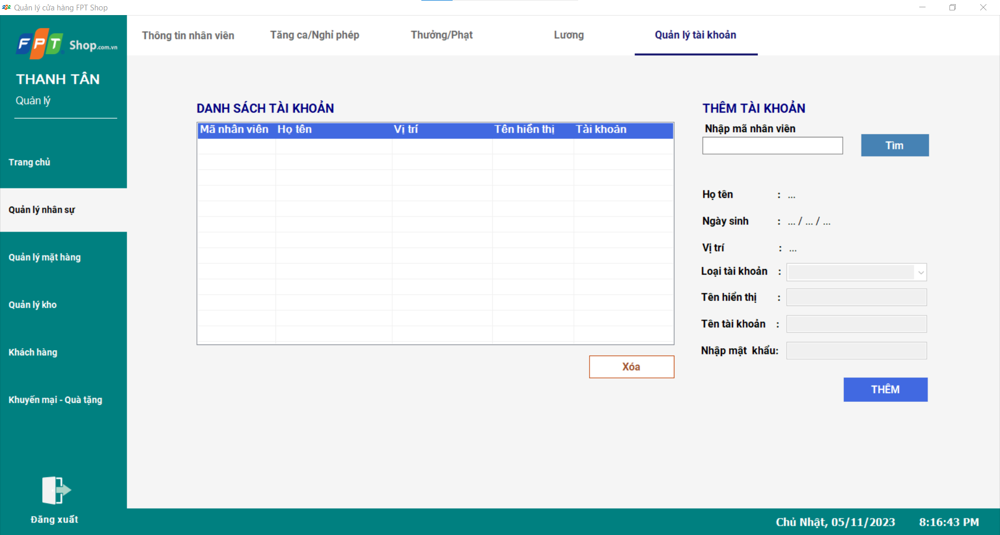 Quản lý cửa hàng FPT Shop
FPT Shop.com.vn
THANH TÂN
Quản lý
Trang chủ
Quản lý nhân sự
Quản lý mặt hàng
Quản lý kho
Khách hàng
Khuyến mại - Quà tặng
Đăng xuất
Thông tin nhân viên
Tăng ca/Nghỉ phép
Thưởng/Phạt
Lương
Quản lý tài khoản
DANH SÁCH TÀI KHOẢN
Mã nhân viên Họ tên Vị trí Tên hiển thị Tài khoản
Xóa
THÊM TÀI KHOẢN
Nhập mã nhân viên
Tìm
Họ tên : ...
Ngày sinh : ... / ... / ...
Vị trí : ...
Loại tài khoản :
Tên hiển thị :
Tên tài khoản :
Nhập mật khẩu:
THÊM
Chủ Nhật, 05/11/2023 8:16:43 PM